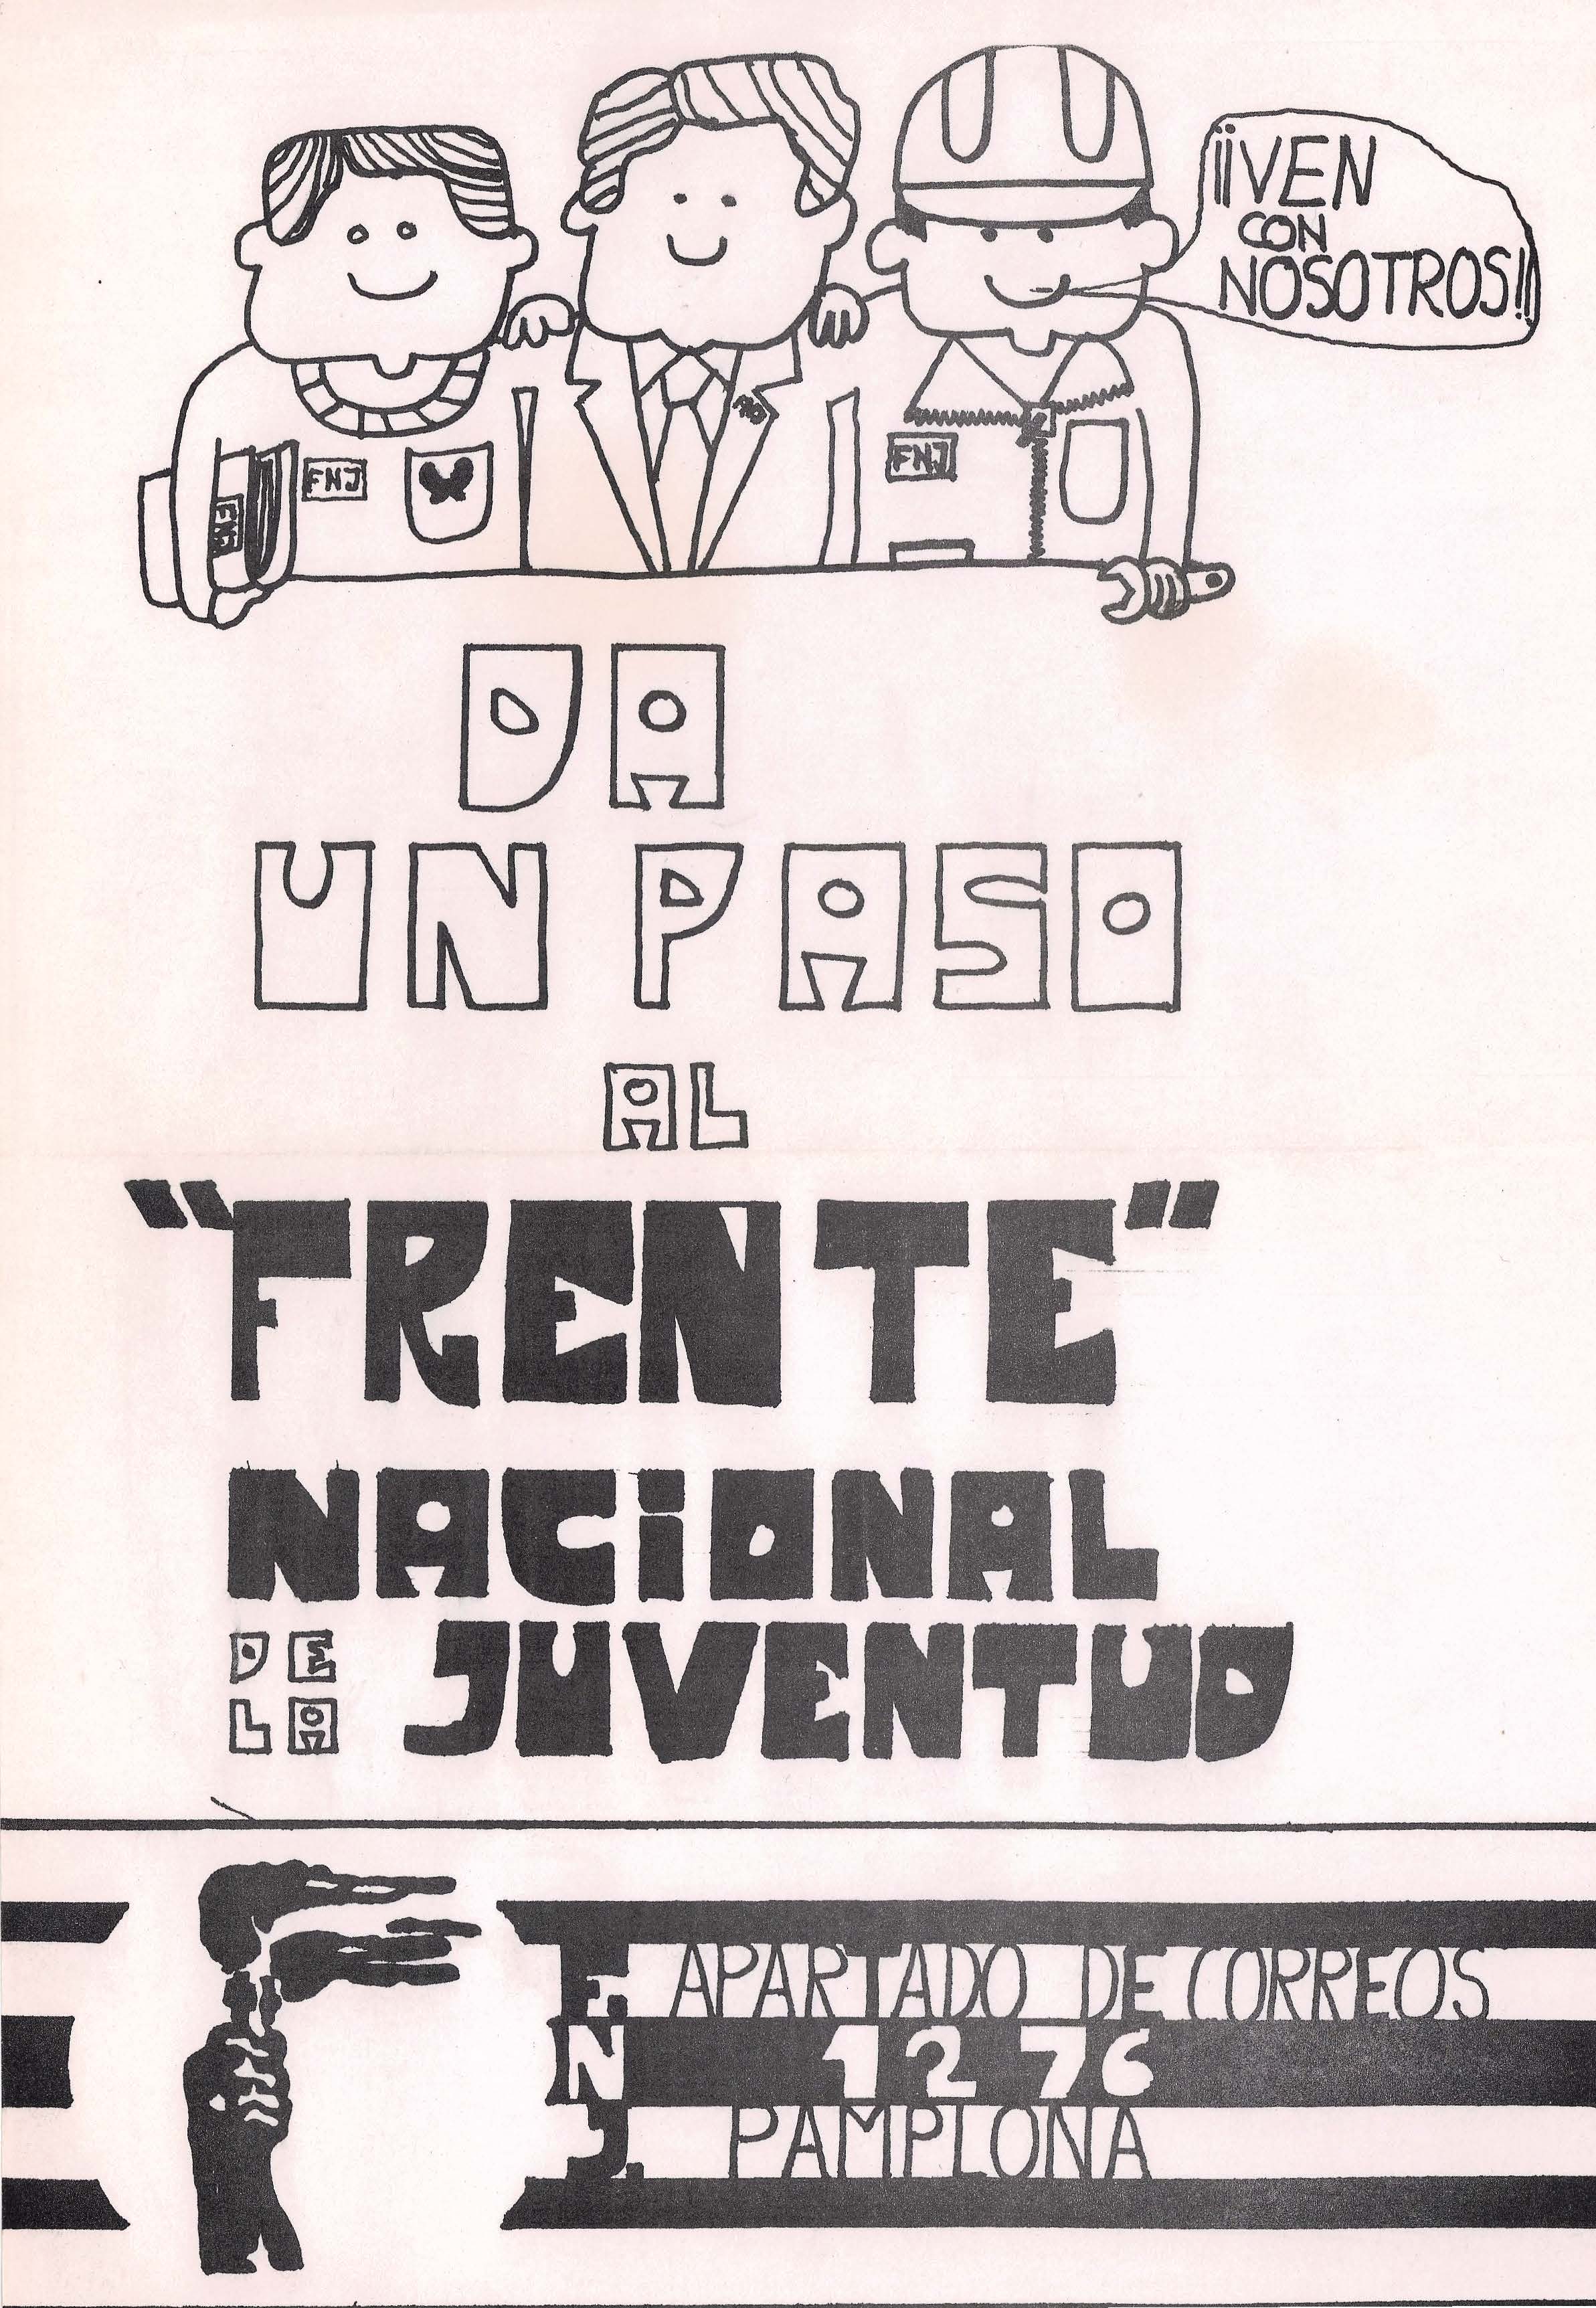 ¡¡VEN
CON
NOSOTROS!!
FNJ
FNJ
FNJ
DA
UN PASO
AL
"FRENTE"
NACIONAL
DE
LA
JUVENTUD
F. APARTADO DE CORREOS
N 1276
J. PAMPLONA